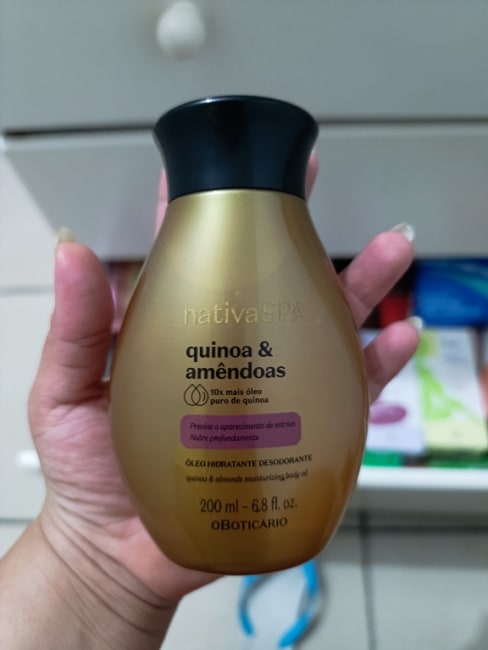 nativaSPA
quinoa &
amêndoas
10x mais óleo
puro de quinoa
Previne o aparecimento de estrias
Nutre profundamente
ÓLEO HIDRATANTE DESODORANTE
quinoa & almonds moisturizing body oil
200 ml ~ 6.8 fl. oz.
OBOTICÁRIO